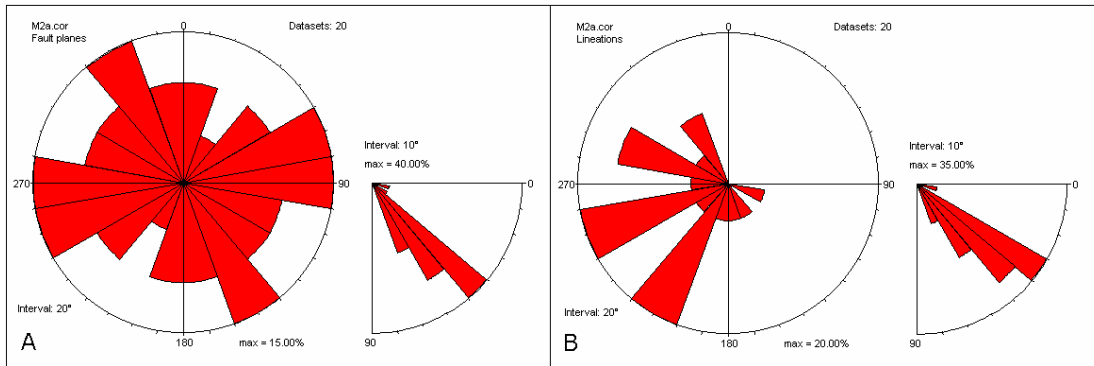 M2a.cor
Fault planes
Datasets: 20
0
270
90
Interval: 10°
max = 40.00%
0
90
Interval: 20°
180
max = 15.00%
A
M2a.cor
Lineations
Datasets: 20
0
270
90
Interval: 10°
max = 35.00%
0
90
Interval: 20°
180
max = 20.00%
B